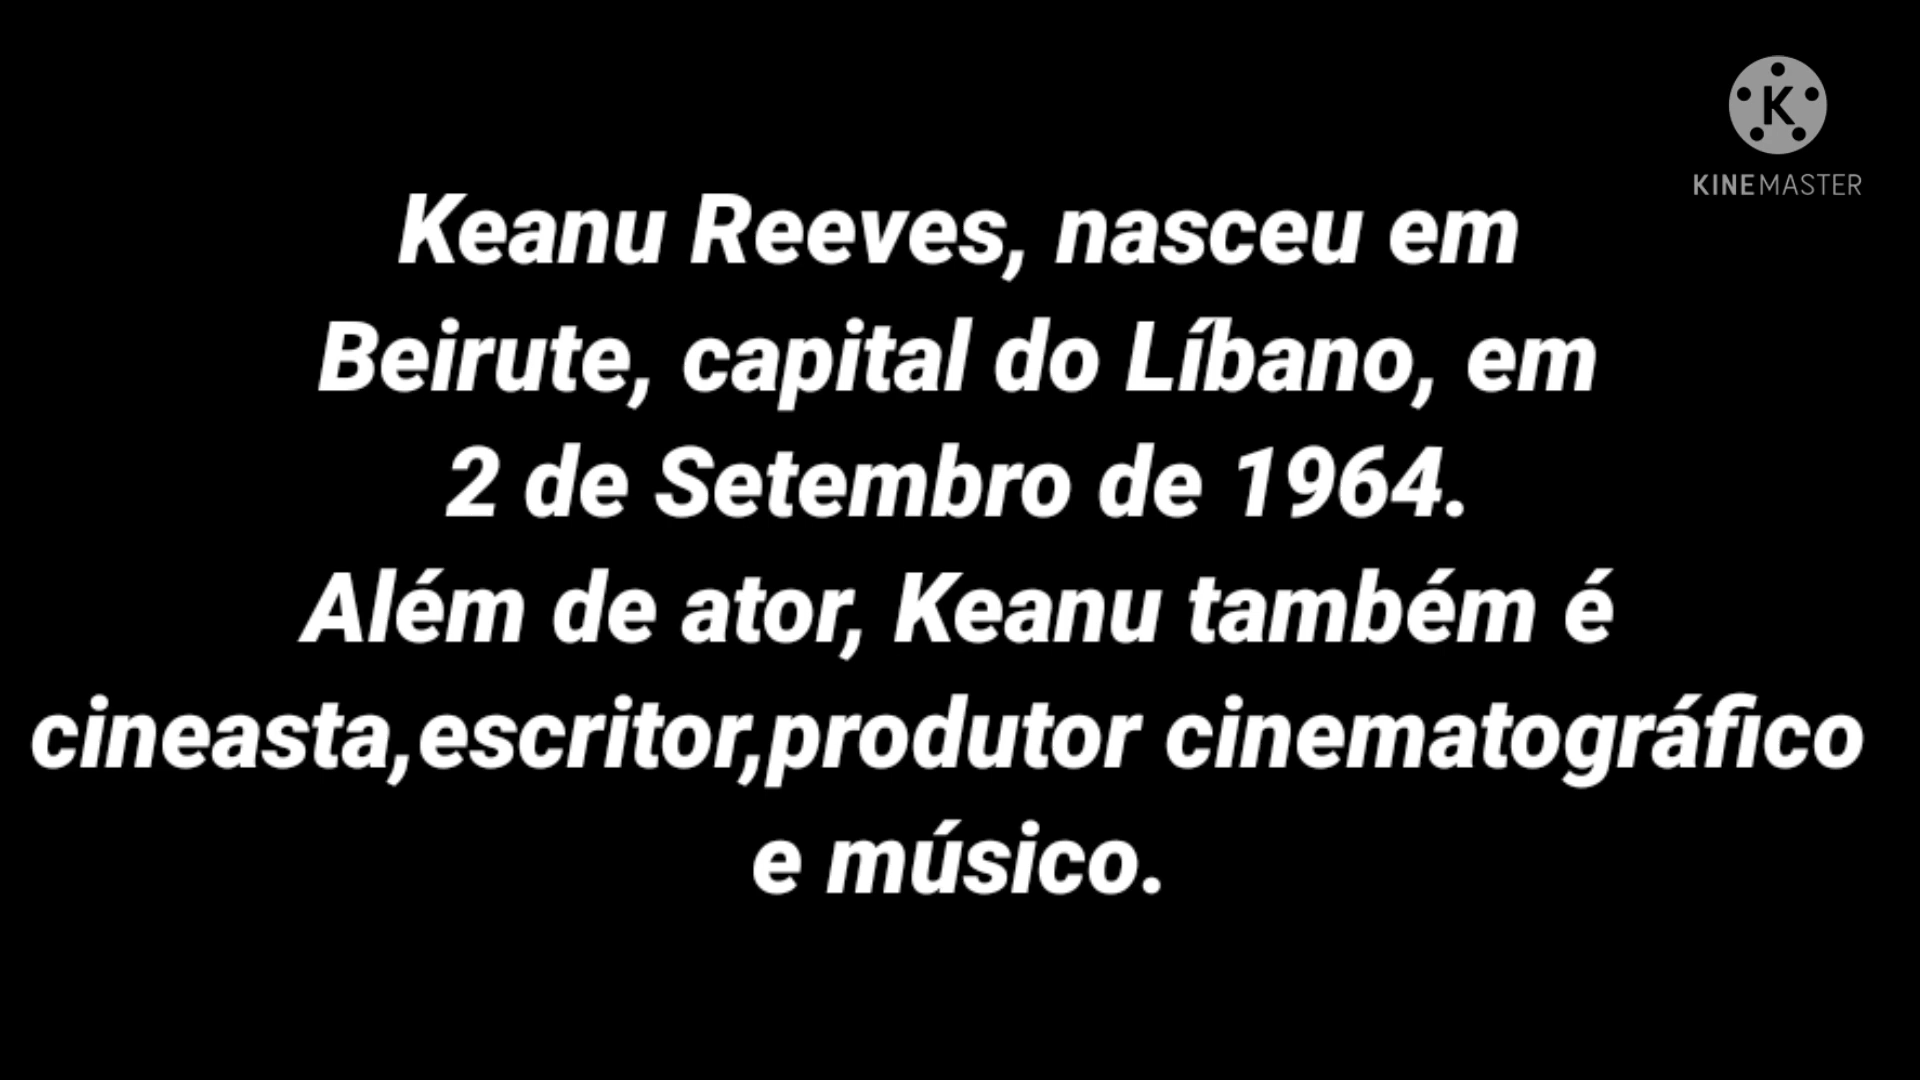 K
KINEMASTER
Keanu Reeves, nasceu em
Beirute, capital do Líbano, em
2 de Setembro de 1964.
Além de ator, Keanu também é
cineasta,escritor,produtor cinematográfico
e músico.